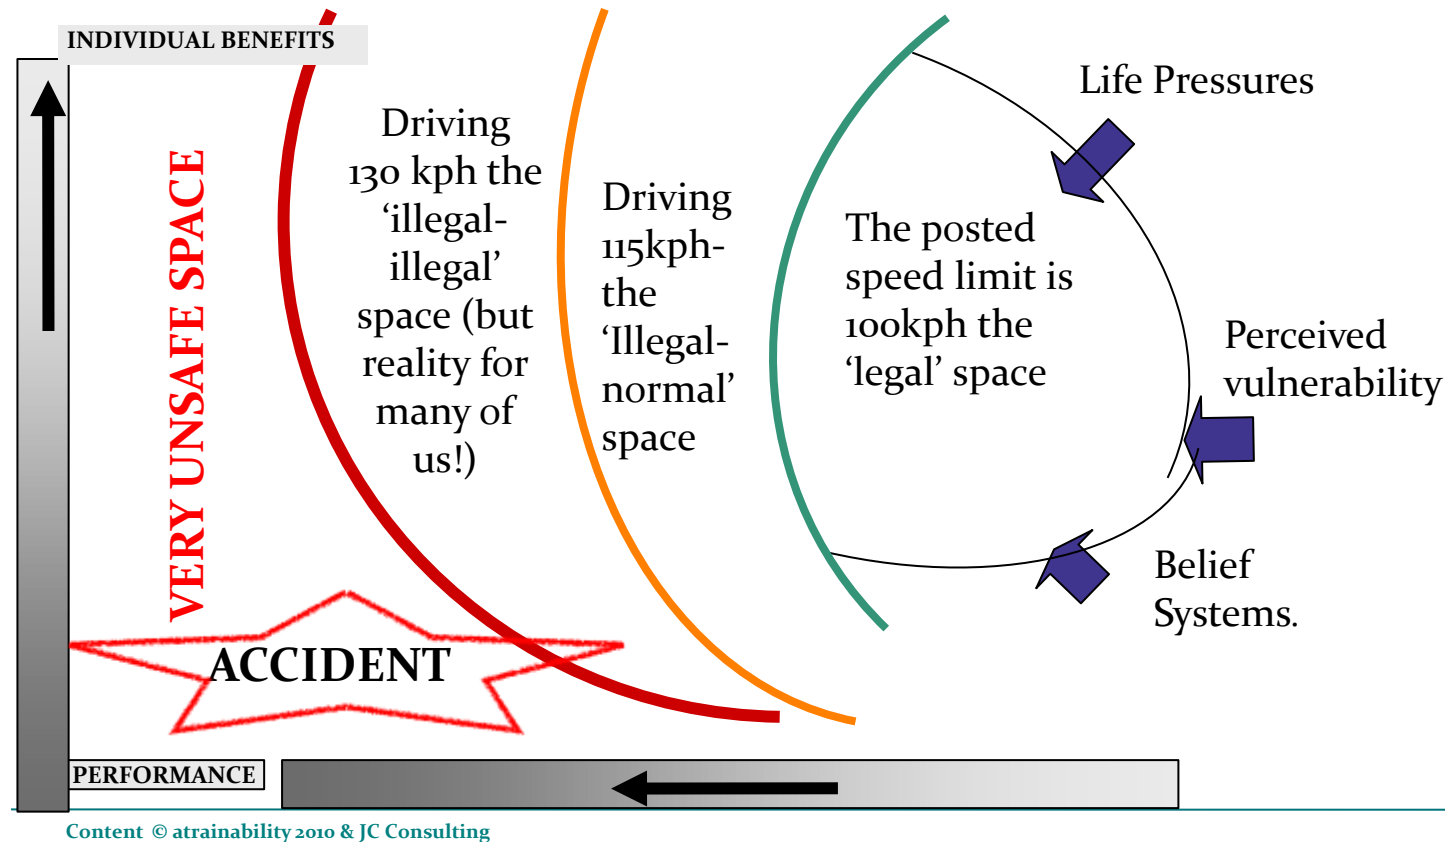 INDIVIDUAL BENEFITS
VERY UNSAFE SPACE
Driving
130 kph the
‘illegal-
illegal’
space (but
reality for
many of
us!)
Driving
115kph-
the
‘Illegal-
normal’
space
The posted
speed limit is
100kph the
‘legal’ space
Life Pressures
Perceived
vulnerability
Belief
Systems.
ACCIDENT
PERFORMANCE
Content © atrainability 2010 & JC Consulting